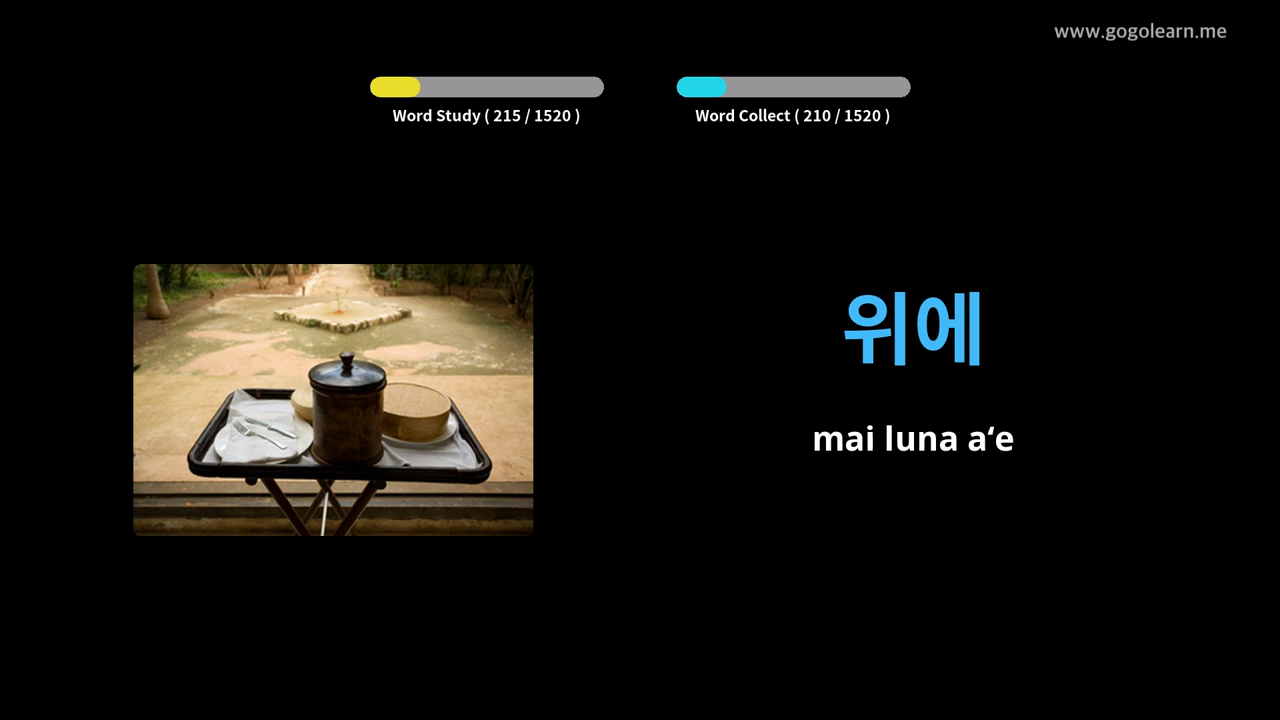 www.gogolearn.me
Word Study ( 215 / 1520 )
Word Collect ( 210 / 1520 )
위에
mai luna aʻe